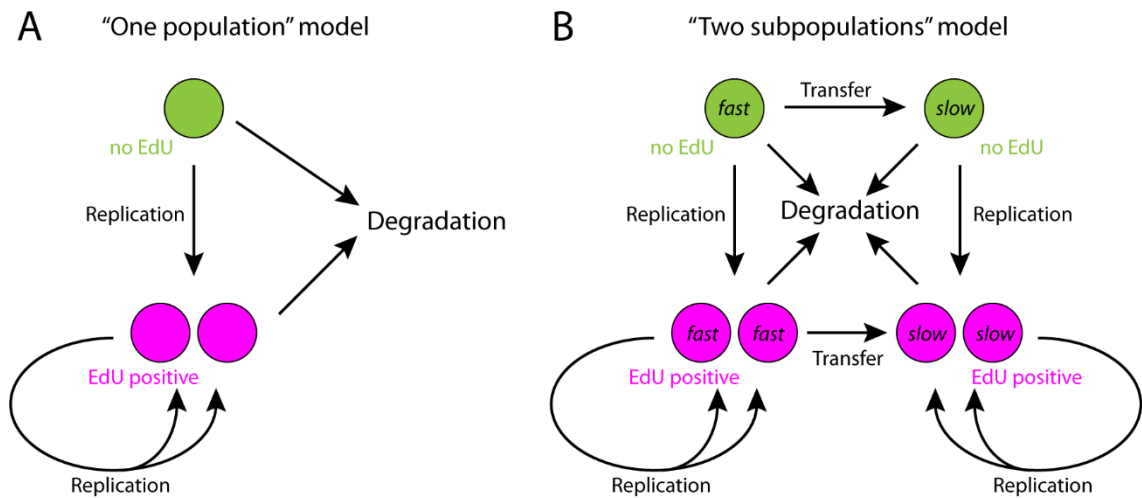 A
"One population" model
no EdU
Replication
Degradation
EdU positive
Replication
B
"Two subpopulations" model
fast
Transfer
slow
no EdU
no EdU
Replication
Degradation
Replication
fast
fast
Transfer
slow
slow
EdU positive
EdU positive
Replication
Replication